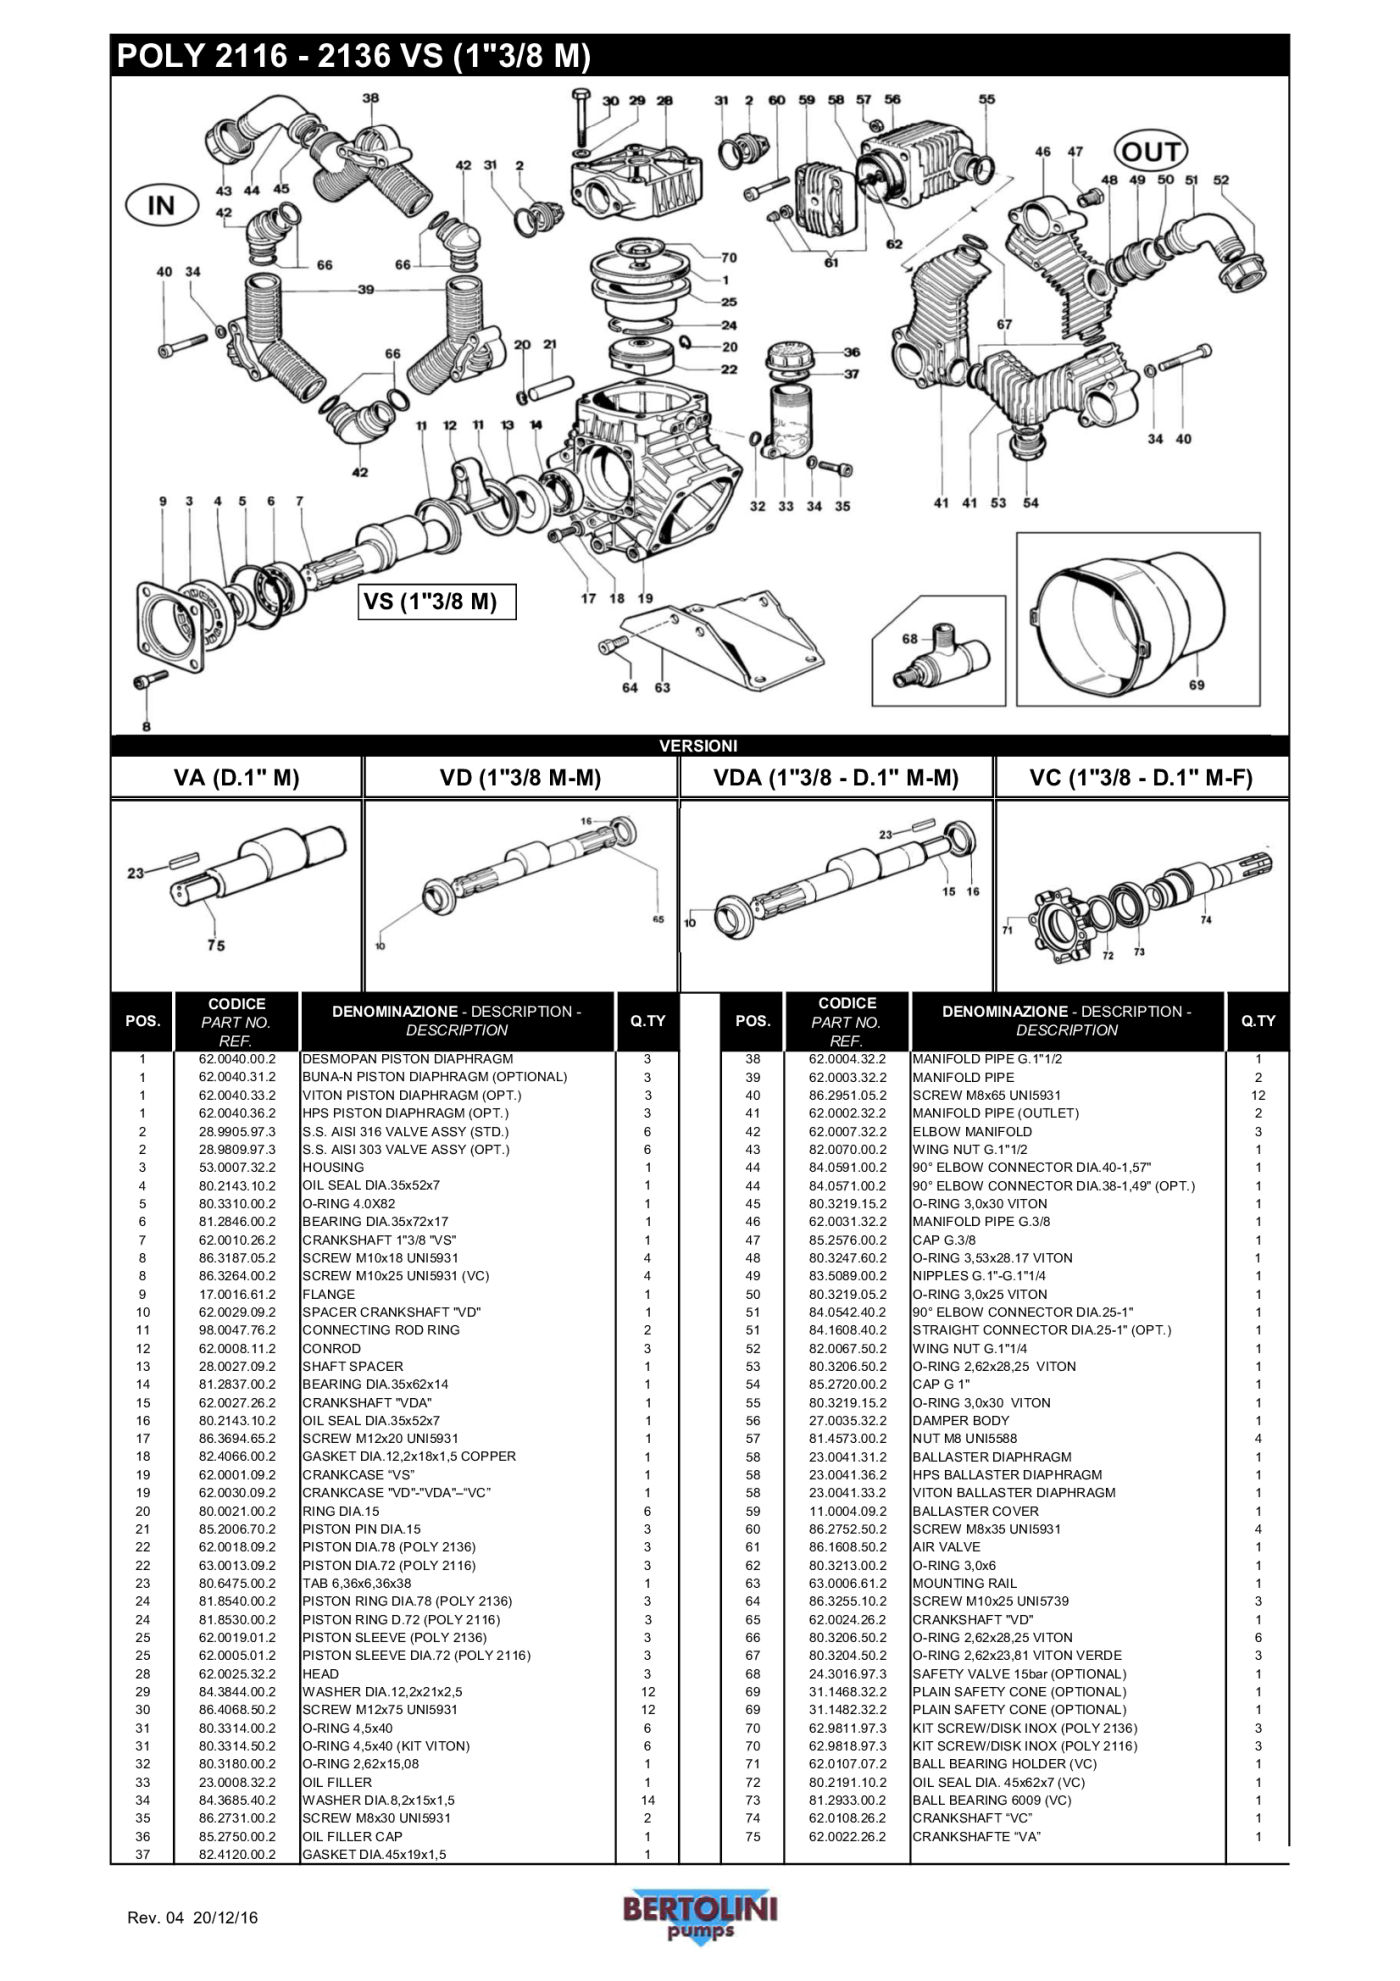 POLY 2116 - 2136 VS (1"3/8 M)
38 30 29 28 31 2 60 59 58 57 56 55
IN
OUT
43 44 45 42 31 2 46 47 48 49 50 51 52
42
66 66 70 62 61
40 34 39 1
25
24 67
66 20 21 20 36
22 37
11 12 11 13 14 34 40
42
9 3 4 5 6 7 32 33 34 35 41 41 53 54
VS (1"3/8 M)
17 18 19
68
64 63 69
8
VERSIONI
VA (D.1" M) VD (1"3/8 M-M) VDA (1"3/8 - D.1" M-M) VC (1"3/8 - D.1" M-F)
23 75
16 10 65
23 10 15 16
71 72 73 74
POS. CODICE PART NO. REF. DENOMINAZIONE - DESCRIPTION - DESCRIPTION Q.TY
POS. CODICE PART NO. REF. DENOMINAZIONE - DESCRIPTION - DESCRIPTION Q.TY
1 62.0040.00.2 DESMOPAN PISTON DIAPHRAGM 3 38 62.0004.32.2 MANIFOLD PIPE G.1"1/2 1
1 62.0040.31.2 BUNA-N PISTON DIAPHRAGM (OPTIONAL) 3 39 62.0003.32.2 MANIFOLD PIPE 2
1 62.0040.33.2 VITON PISTON DIAPHRAGM (OPT.) 3 40 86.2951.05.2 SCREW M8x65 UNI5931 12
1 62.0040.36.2 HPS PISTON DIAPHRAGM (OPT.) 3 41 62.0002.32.2 MANIFOLD PIPE (OUTLET) 2
2 28.9905.97.3 S.S. AISI 316 VALVE ASSY (STD.) 6 42 62.0007.32.2 ELBOW MANIFOLD 3
2 28.9809.97.3 S.S. AISI 303 VALVE ASSY (OPT.) 6 43 82.0070.00.2 WING NUT G.1"1/2 1
3 53.0007.32.2 HOUSING 1 44 84.0591.00.2 90° ELBOW CONNECTOR DIA.40-1,57" 1
4 80.2143.10.2 OIL SEAL DIA.35x52x7 1 44 84.0571.00.2 90° ELBOW CONNECTOR DIA.38-1,49" (OPT.) 1
5 80.3310.00.2 O-RING 4.0X82 1 45 80.3219.15.2 O-RING 3,0x30 VITON 1
6 81.2846.00.2 BEARING DIA.35x72x17 1 46 62.0031.32.2 MANIFOLD PIPE G.3/8 1
7 62.0010.26.2 CRANKSHAFT 1"3/8 "VS" 1 47 85.2576.00.2 CAP G.3/8 1
8 86.3187.05.2 SCREW M10x18 UNI5931 4 48 80.3247.60.2 O-RING 3,53x28.17 VITON 1
8 86.3264.00.2 SCREW M10x25 UNI5931 (VC) 4 49 83.5089.00.2 NIPPLES G.1"-G.1"1/4 1
9 17.0016.61.2 FLANGE 1 50 80.3219.05.2 O-RING 3,0x25 VITON 1
10 62.0029.09.2 SPACER CRANKSHAFT "VD" 1 51 84.0542.40.2 90° ELBOW CONNECTOR DIA.25-1" 1
11 98.0047.76.2 CONNECTING ROD RING 2 51 84.1608.40.2 STRAIGHT CONNECTOR DIA.25-1" (OPT.) 1
12 62.0008.11.2 CONROD 3 52 82.0067.50.2 WING NUT G.1"1/4 1
13 28.0027.09.2 SHAFT SPACER 1 53 80.3206.50.2 O-RING 2,62x28,25 VITON 1
14 81.2837.00.2 BEARING DIA.35x62x14 1 54 85.2720.00.2 CAP G 1" 1
15 62.0027.26.2 CRANKSHAFT "VDA" 1 55 80.3219.15.2 O-RING 3,0x30 VITON 1
16 80.2143.10.2 OIL SEAL DIA.35x52x7 1 56 27.0035.32.2 DAMPER BODY 1
17 86.3694.65.2 SCREW M12x20 UNI5931 1 57 81.4573.00.2 NUT M8 UNI5588 4
18 82.4066.00.2 GASKET DIA.12,2x18x1,5 COPPER 1 58 23.0041.31.2 BALLASTER DIAPHRAGM 1
19 62.0001.09.2 CRANKCASE “VS” 1 58 23.0041.36.2 HPS BALLASTER DIAPHRAGM 1
19 62.0030.09.2 CRANKCASE "VD"-"VDA"–“VC” 1 58 23.0041.33.2 VITON BALLASTER DIAPHRAGM 1
20 80.0021.00.2 RING DIA.15 6 59 11.0004.09.2 BALLASTER COVER 1
21 85.2006.70.2 PISTON PIN DIA.15 3 60 86.2752.50.2 SCREW M8x35 UNI5931 4
22 62.0018.09.2 PISTON DIA.78 (POLY 2136) 3 61 86.1608.50.2 AIR VALVE 1
22 63.0013.09.2 PISTON DIA.72 (POLY 2116) 3 62 80.3213.00.2 O-RING 3,0x6 1
23 80.6475.00.2 TAB 6,36x6,36x38 1 63 63.0006.61.2 MOUNTING RAIL 1
24 81.8540.00.2 PISTON RING DIA.78 (POLY 2136) 3 64 86.3255.10.2 SCREW M10x25 UNI5739 3
24 81.8530.00.2 PISTON RING D.72 (POLY 2116) 3 65 62.0024.26.2 CRANKSHAFT "VD" 1
25 62.0019.01.2 PISTON SLEEVE (POLY 2136) 3 66 80.3206.50.2 O-RING 2,62x28,25 VITON 6
25 62.0005.01.2 PISTON SLEEVE DIA.72 (POLY 2116) 3 67 80.3204.50.2 O-RING 2,62x23,81 VITON VERDE 3
28 62.0025.32.2 HEAD 3 68 24.3016.97.3 SAFETY VALVE 15bar (OPTIONAL) 1
29 84.3844.00.2 WASHER DIA.12,2x21x2,5 12 69 31.1468.32.2 PLAIN SAFETY CONE (OPTIONAL) 1
30 86.4068.50.2 SCREW M12x75 UNI5931 12 69 31.1482.32.2 PLAIN SAFETY CONE (OPTIONAL) 1
31 80.3314.00.2 O-RING 4,5x40 6 70 62.9811.97.3 KIT SCREW/DISK INOX (POLY 2136) 3
31 80.3314.50.2 O-RING 4,5x40 (KIT VITON) 6 70 62.9818.97.3 KIT SCREW/DISK INOX (POLY 2116) 3
32 80.3180.00.2 O-RING 2,62x15,08 1 71 62.0107.07.2 BALL BEARING HOLDER (VC) 1
33 23.0008.32.2 OIL FILLER 1 72 80.2191.10.2 OIL SEAL DIA. 45x62x7 (VC) 1
34 84.3685.40.2 WASHER DIA.8,2x15x1,5 14 73 81.2933.00.2 BALL BEARING 6009 (VC) 1
35 86.2731.00.2 SCREW M8x30 UNI5931 2 74 62.0108.26.2 CRANKSHAFT “VC” 1
36 85.2750.00.2 OIL FILLER CAP 1 75 62.0022.26.2 CRANKSHAFTE “VA” 1
37 82.4120.00.2 GASKET DIA.45x19x1,5 1
Rev. 04 20/12/16
BERTOLINI
pumps